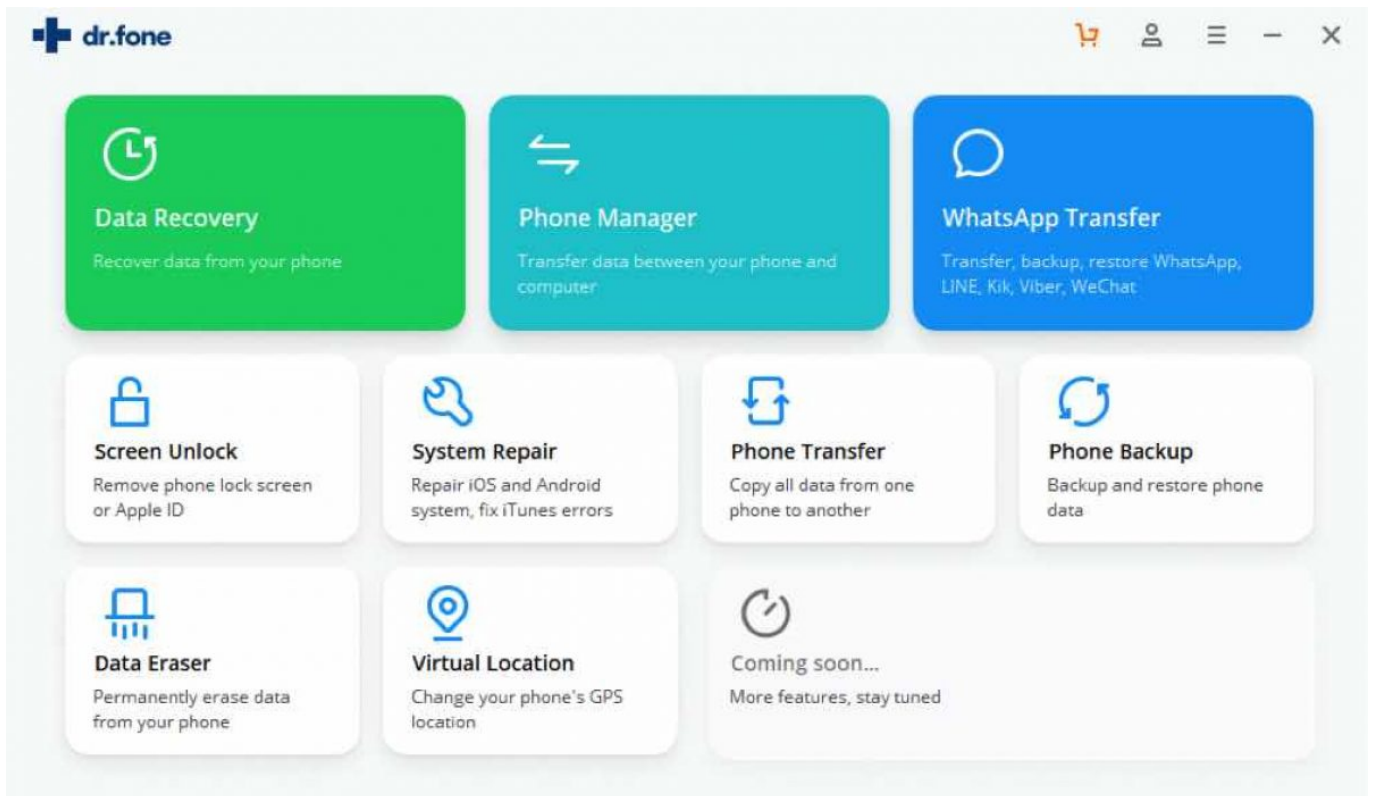 dr.fone
Data Recovery
Recover data from your phone
Phone Manager
Transfer data between your phone and
computer
WhatsApp Transfer
Transfer, backup, restore WhatsApp,
LINE, Kik, Viber, WeChat
Screen Unlock
Remove phone lock screen
or Apple ID
System Repair
Repair iOS and Android
system, fix iTunes errors
Phone Transfer
Copy all data from one
phone to another
Phone Backup
Backup and restore phone
data
Data Eraser
Permanently erase data
from your phone
Virtual Location
Change your phone's GPS
location
Coming soon...
More features, stay tuned